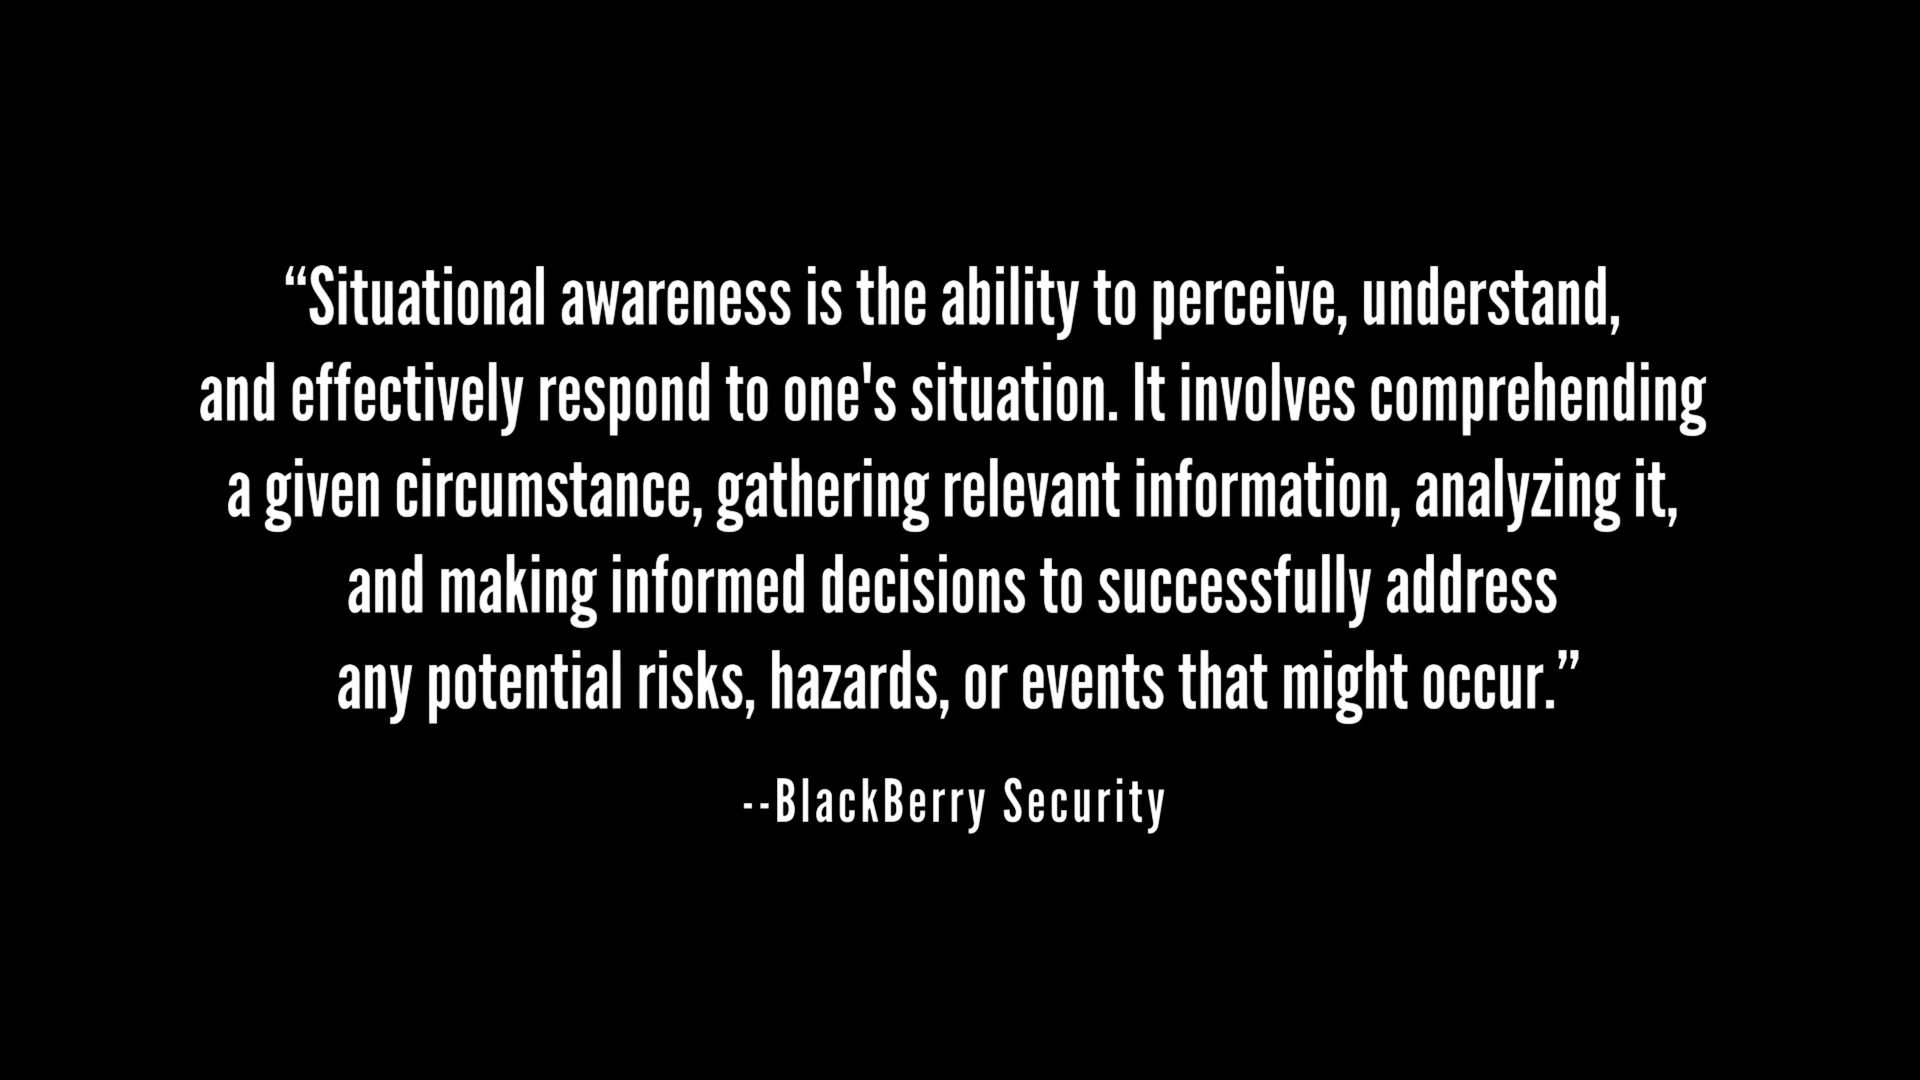 “Situational awareness is the ability to perceive, understand,
and effectively respond to one's situation. It involves comprehending
a given circumstance, gathering relevant information, analyzing it,
and making informed decisions to successfully address
any potential risks, hazards, or events that might occur.”
--BlackBerry Security